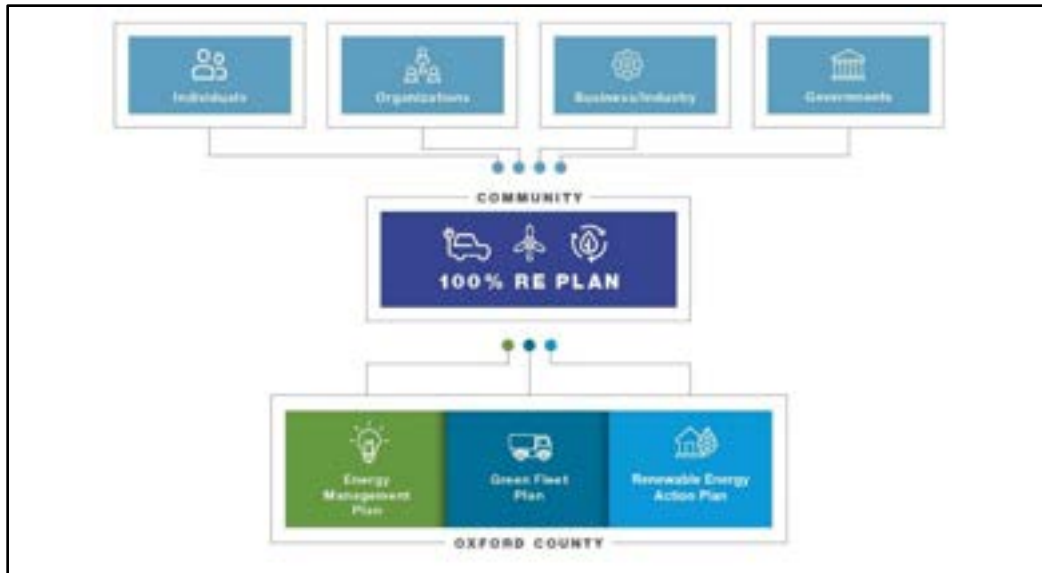 Individuals
Organizations
Business/Industry
Governments
COMMUNITY
100% RE PLAN
Energy
Management
Plan
Green Fleet
Plan
Renewable Energy
Action Plan
OXFORD COUNTY